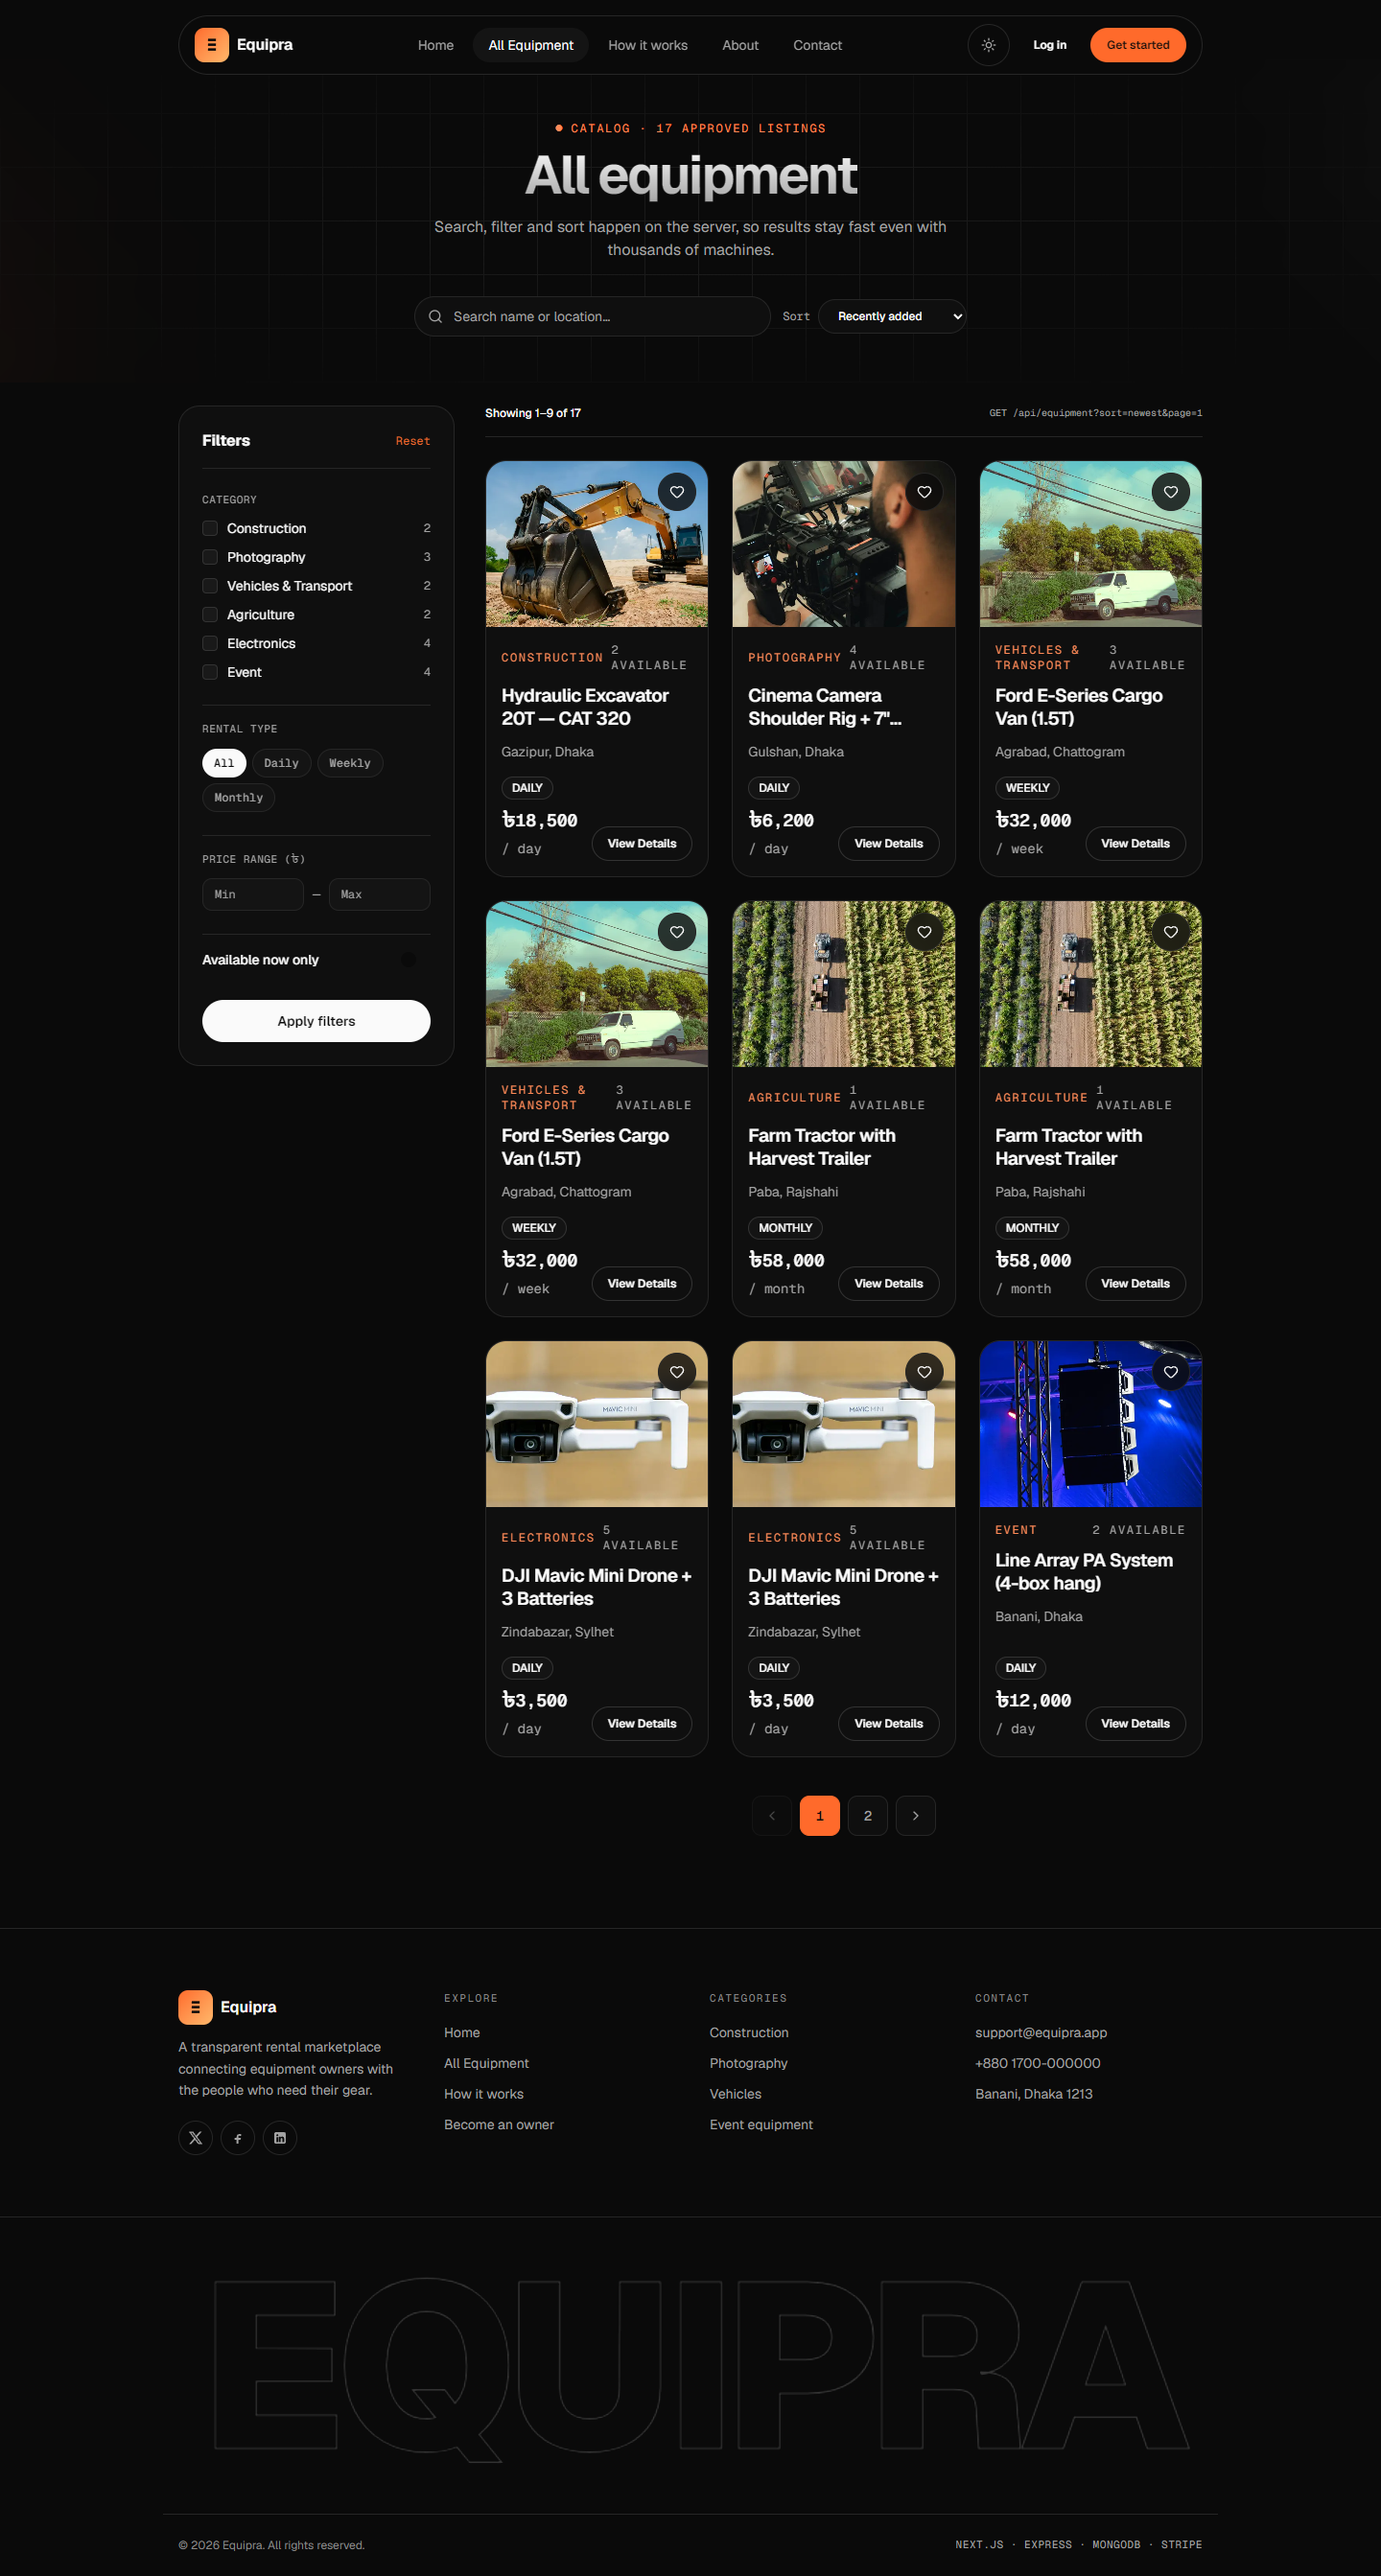 Equipra
Home
All Equipment
How it works
About
Contact
Log in
Get started
CATALOG · 17 APPROVED LISTINGS
All equipment
Search, filter and sort happen on the server, so results stay fast even with
thousands of machines.
Search name or location…
Sort
Recently added
Filters
Reset
CATEGORY
Construction 2
Photography 3
Vehicles & Transport 2
Agriculture 2
Electronics 4
Event 4
RENTAL TYPE
All
Daily
Weekly
Monthly
PRICE RANGE (৳)
Min — Max
Available now only
Apply filters
Showing 1–9 of 17
GET /api/equipment?sort=newest&page=1
CONSTRUCTION
2
AVAILABLE
Hydraulic Excavator
20T — CAT 320
Gazipur, Dhaka
DAILY
৳18,500
/ day
View Details
PHOTOGRAPHY
4
AVAILABLE
Cinema Camera
Shoulder Rig + 7"…
Gulshan, Dhaka
DAILY
৳6,200
/ day
View Details
VEHICLES &
TRANSPORT
3
AVAILABLE
Ford E-Series Cargo
Van (1.5T)
Agrabad, Chattogram
WEEKLY
৳32,000
/ week
View Details
VEHICLES &
TRANSPORT
3
AVAILABLE
Ford E-Series Cargo
Van (1.5T)
Agrabad, Chattogram
WEEKLY
৳32,000
/ week
View Details
AGRICULTURE
1
AVAILABLE
Farm Tractor with
Harvest Trailer
Paba, Rajshahi
MONTHLY
৳58,000
/ month
View Details
AGRICULTURE
1
AVAILABLE
Farm Tractor with
Harvest Trailer
Paba, Rajshahi
MONTHLY
৳58,000
/ month
View Details
MAVIC MINI
ELECTRONICS
5
AVAILABLE
DJI Mavic Mini Drone +
3 Batteries
Zindabazar, Sylhet
DAILY
৳3,500
/ day
View Details
MAVIC MINI
ELECTRONICS
5
AVAILABLE
DJI Mavic Mini Drone +
3 Batteries
Zindabazar, Sylhet
DAILY
৳3,500
/ day
View Details
EVENT
2 AVAILABLE
Line Array PA System
(4-box hang)
Banani, Dhaka
DAILY
৳12,000
/ day
View Details
1
2
Equipra
A transparent rental marketplace
connecting equipment owners with
the people who need their gear.
EXPLORE
Home
All Equipment
How it works
Become an owner
CATEGORIES
Construction
Photography
Vehicles
Event equipment
CONTACT
support@equipra.app
+880 1700-000000
Banani, Dhaka 1213
EQUIPRA
© 2026 Equipra. All rights reserved.
NEXT.JS · EXPRESS · MONGODB · STRIPE